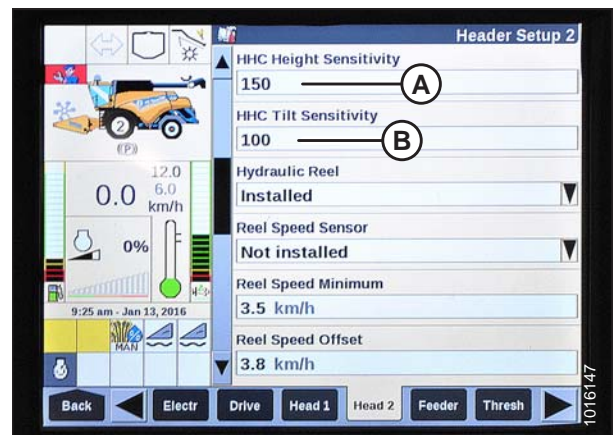 Header Setup 2
HHC Height Sensitivity
150
A
HHC Tilt Sensitivity
100
B
Hydraulic Reel
Installed
Reel Speed Sensor
Not installed
Reel Speed Minimum
3.5 km/h
Reel Speed Offset
3.8 km/h
2
(P)
12.0
0.0 6.0
km/h
0%
9:25 am - Jan 13, 2016
MAN
Back Electr Drive Head 1 Head 2 Feeder Thresh
1016147